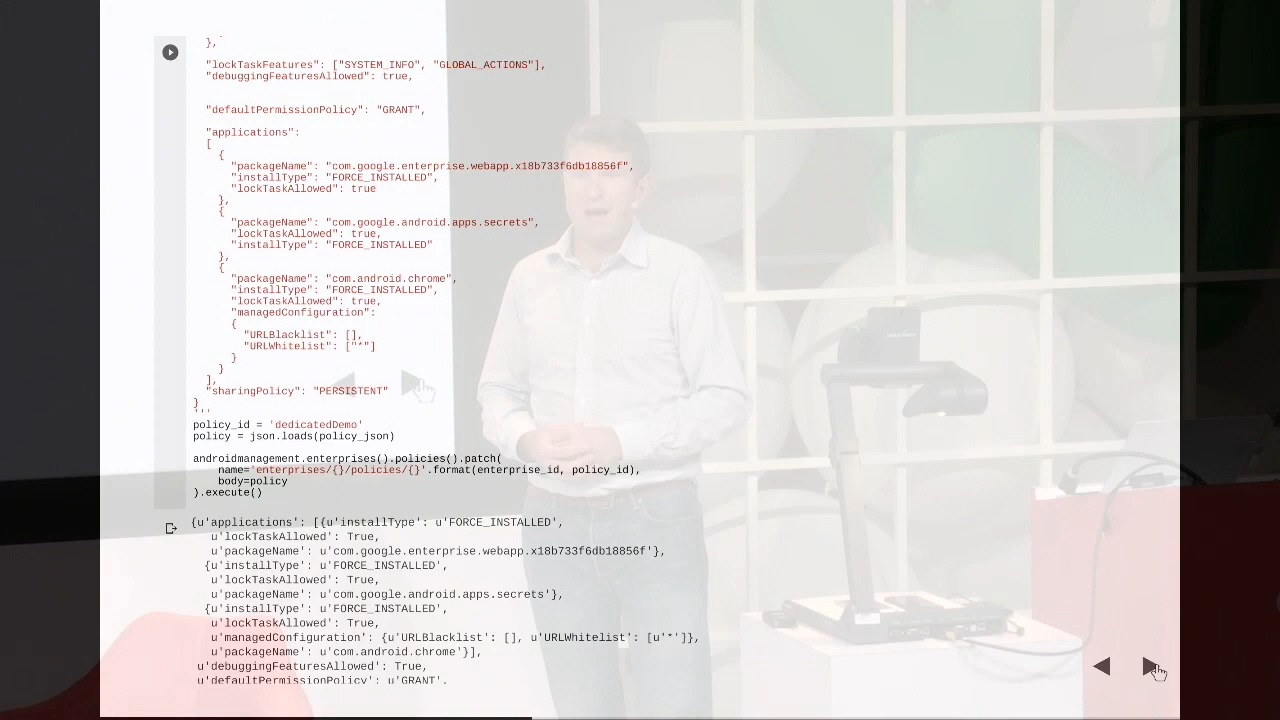 },
"lockTaskFeatures": ["SYSTEM_INFO", "GLOBAL_ACTIONS"],
"debuggingFeaturesAllowed": true,
"defaultPermissionPolicy": "GRANT",
"applications":
[
{
"packageName": "com.google.enterprise.webapp.x18b733f6db18856f",
"installType": "FORCE_INSTALLED",
"lockTaskAllowed": true
},
{
"packageName": "com.google.android.apps.secrets",
"lockTaskAllowed": true,
"installType": "FORCE_INSTALLED"
},
{
"packageName": "com.android.chrome",
"installType": "FORCE_INSTALLED",
"lockTaskAllowed": true,
"managedConfiguration":
{
"URLBlacklist": [],
"URLWhitelist": ["*"]
}
}
],
"sharingPolicy": "PERSISTENT"
}
'''
policy_id = 'dedicatedDemo'
policy = json.loads(policy_json)
androidmanagement.enterprises().policies().patch(
name='enterprises/{}/policies/{}'.format(enterprise_id, policy_id),
body=policy
).execute()
{u'applications': [{u'installType': u'FORCE_INSTALLED',
u'lockTaskAllowed': True,
u'packageName': u'com.google.enterprise.webapp.x18b733f6db18856f'},
{u'installType': u'FORCE_INSTALLED',
u'lockTaskAllowed': True,
u'packageName': u'com.google.android.apps.secrets'},
{u'installType': u'FORCE_INSTALLED',
u'lockTaskAllowed': True,
u'managedConfiguration': {u'URLBlacklist': [], u'URLWhitelist': [u'*']},
u'packageName': u'com.android.chrome'}],
u'debuggingFeaturesAllowed': True,
u'defaultPermissionPolicy': u'GRANT',